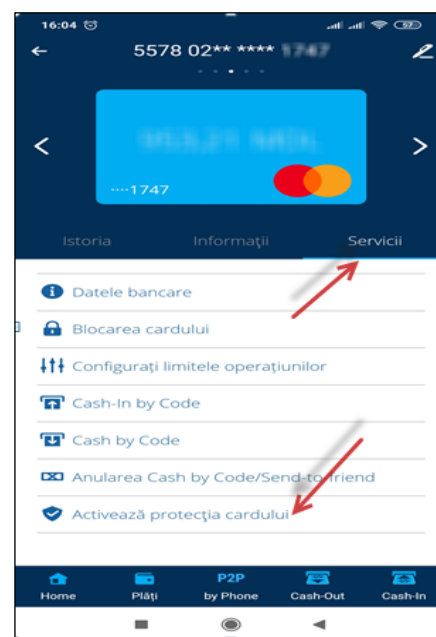 16:04 57
5578 02** ****
····1747
Istoria Informații Servicii
Datele bancare
Blocarea cardului
Configurați limitele operațiunilor
Cash-In by Code
Cash by Code
Anularea Cash by Code/Send-to friend
Activează protecția cardului
P2P
Home Plăți by Phone Cash-Out Cash-In